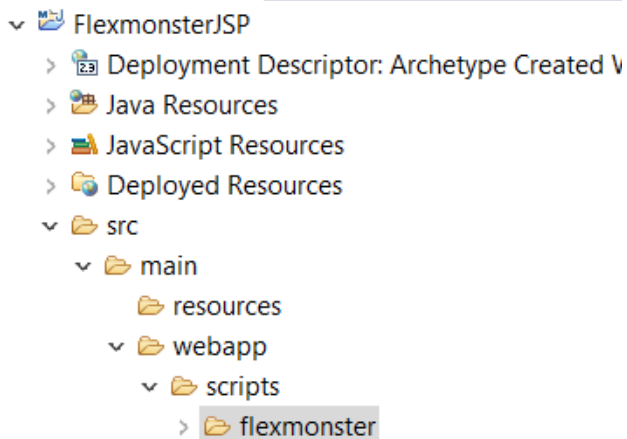 FlexmonsterJSP
Deployment Descriptor: Archetype Created
Java Resources
JavaScript Resources
Deployed Resources
src
main
resources
webapp
scripts
flexmonster